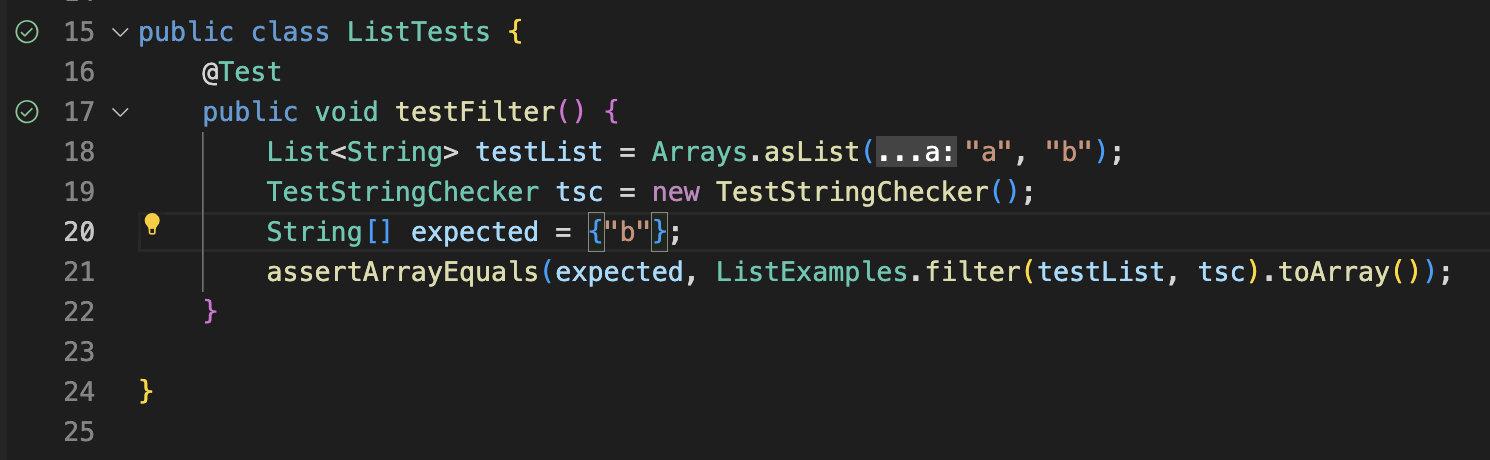 15 public class ListTests {
16 @Test
17 public void testFilter() {
18 List<String> testList = Arrays.asList(...a: "a", "b");
19 TestStringChecker tsc = new TestStringChecker();
20 String[] expected = {"b"};
21 assertArrayEquals(expected, ListExamples.filter(testList, tsc).toArray());
22 }
23
24 }
25